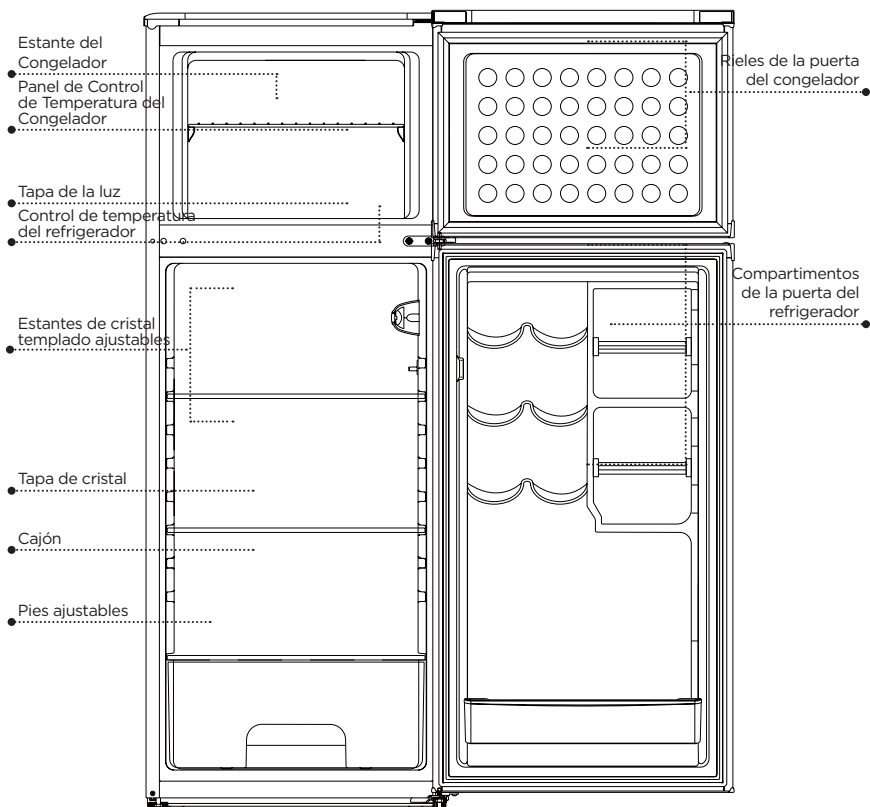 Estante del
Congelador
Panel de Control
de Temperatura del
Congelador
Tapa de la luz
Control de temperatura
del refrigerador
Estantes de cristal
templado ajustables
Tapa de cristal
Cajón
Pies ajustables
Rieles de la puerta
del congelador
Compartimentos
de la puerta del
refrigerador